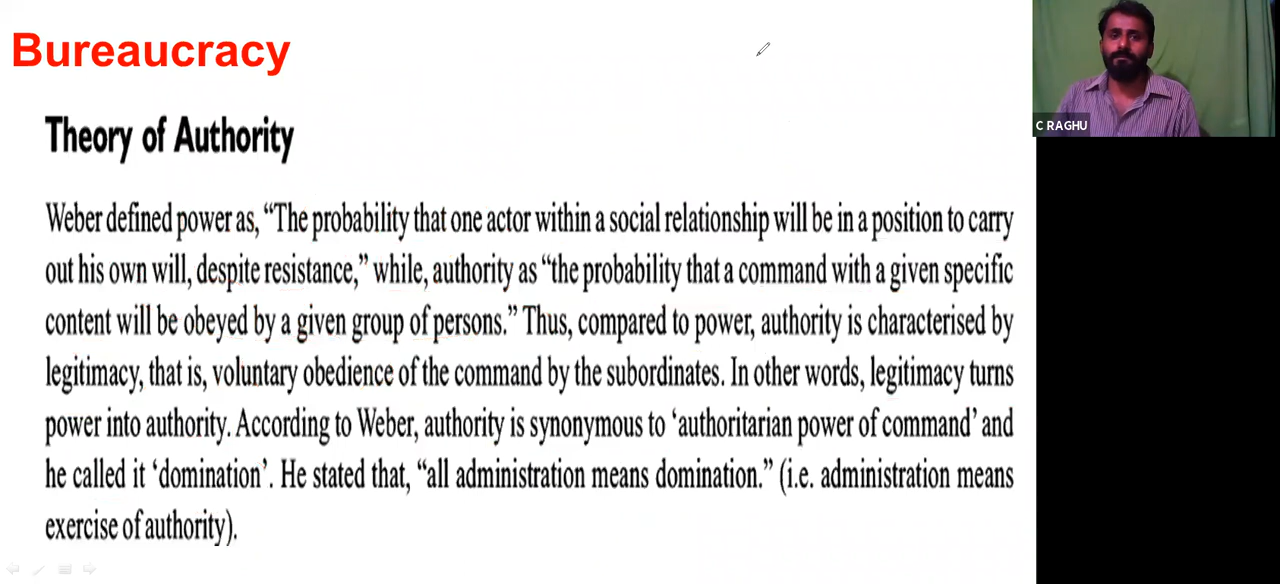 Bureaucracy
C RAGHU
Theory of Authority
Weber defined power as, “The probability that one actor within a social relationship will be in a position to carry
out his own will, despite resistance,” while, authority as “the probability that a command with a given specific
content will be obeyed by a given group of persons.” Thus, compared to power, authority is characterised by
legitimacy, that is, voluntary obedience of the command by the subordinates. In other words, legitimacy turns
power into authority. According to Weber, authority is synonymous to ‘authoritarian power of command’ and
he called it ‘domination’. He stated that, “all administration means domination.” (i.e. administration means
exercise of authority).